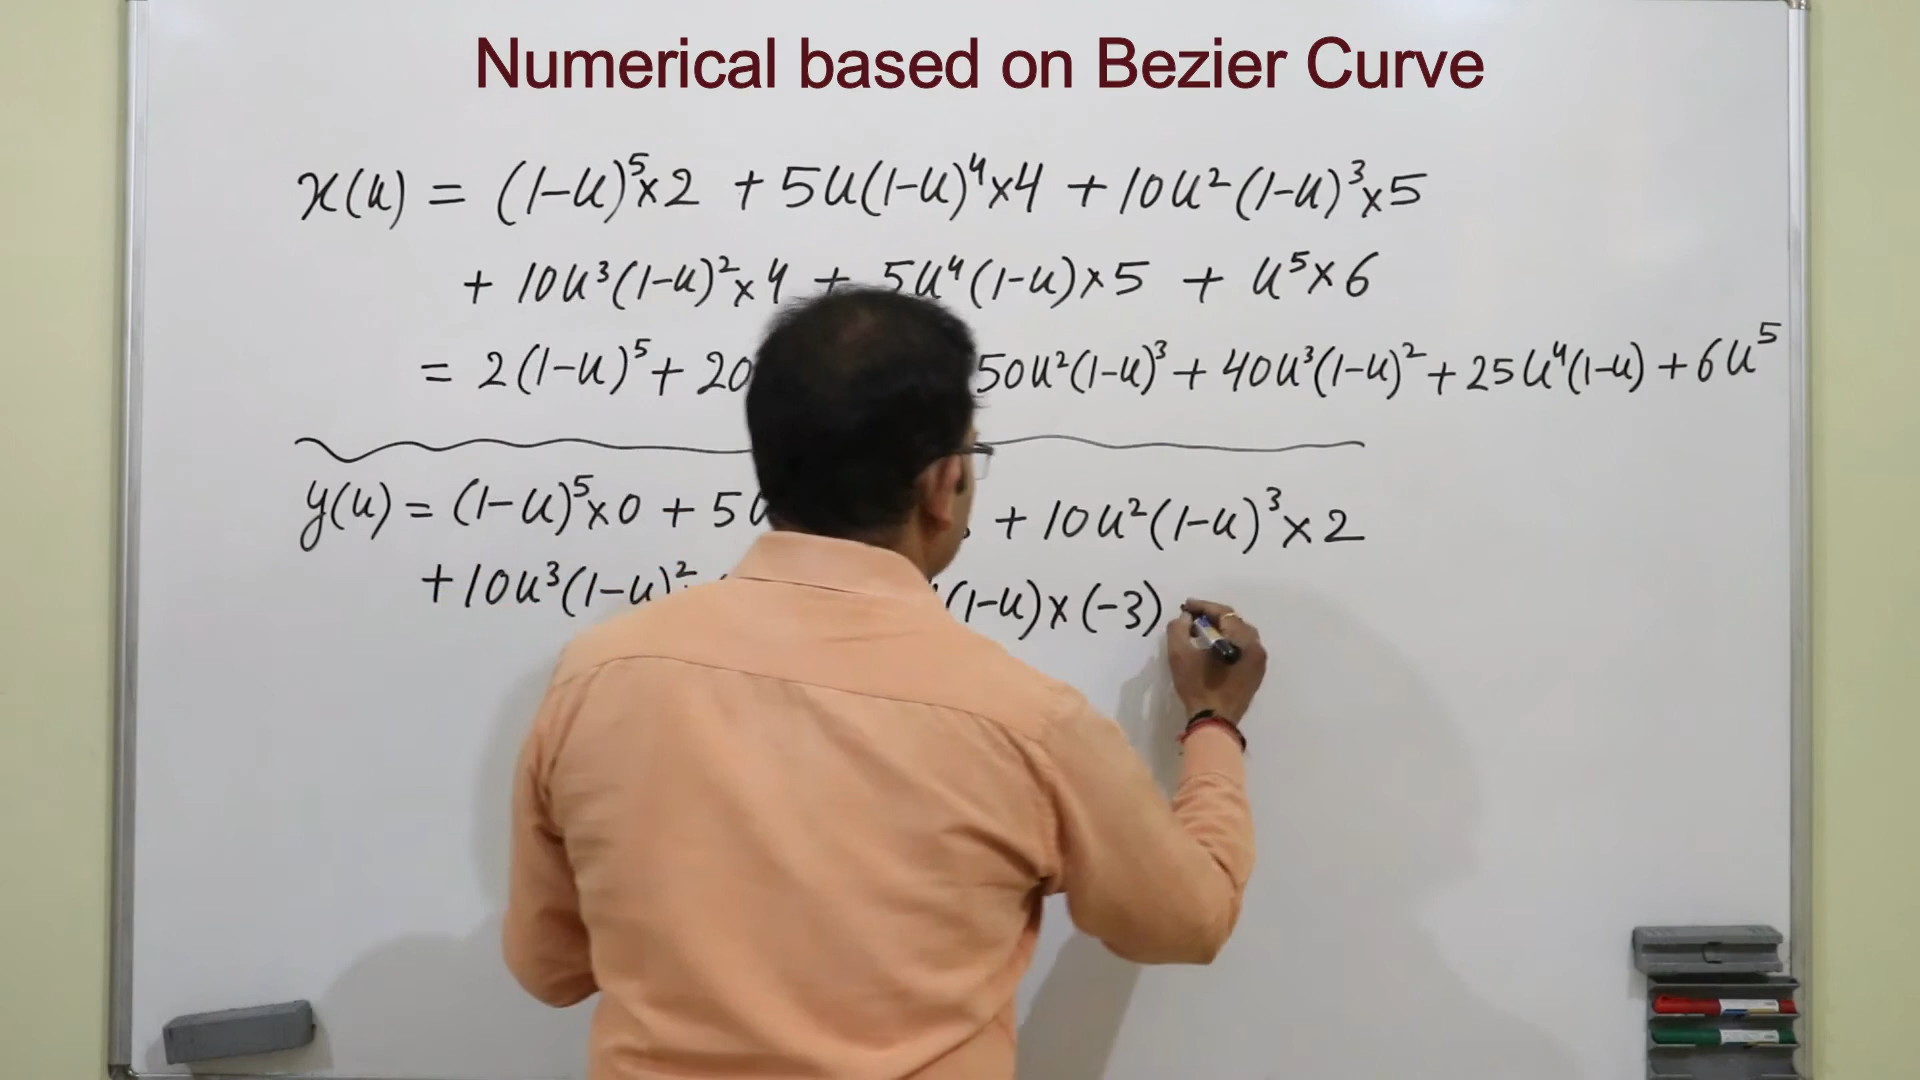 Numerical based on Bezier Curve
x(u) = (1-u)⁵×2 + 5u(1-u)⁴×4 + 10u²(1-u)³×5
+ 10u³(1-u)²×4 + 5u⁴(1-u)×5 + u⁵×6
= 2(1-u)⁵ + 20 50u²(1-u)³ + 40u³(1-u)² + 25u⁴(1-u) + 6u⁵
y(u) = (1-u)⁵×0 + 5u + 10u²(1-u)³×2
+ 10u³(1-u)² (1-u)×(-3)